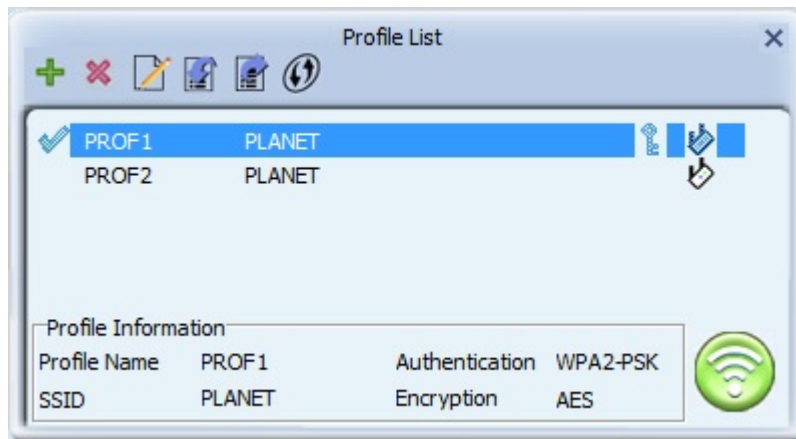 Profile List
PROF1 PLANET
PROF2 PLANET
Profile Information
Profile Name PROF1 Authentication WPA2-PSK
SSID PLANET Encryption AES